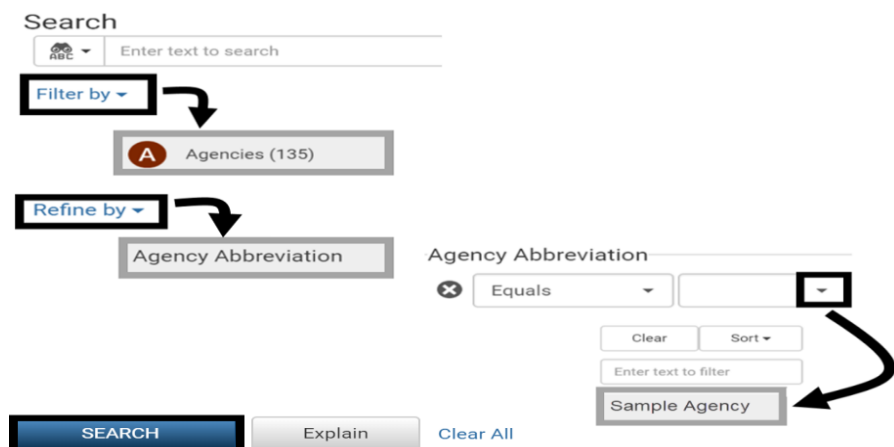 Search
ABC Enter text to search
Filter by
A Agencies (135)
Refine by
Agency Abbreviation
Agency Abbreviation
Equals
Clear Sort
Enter text to filter
Sample Agency
SEARCH Explain Clear All